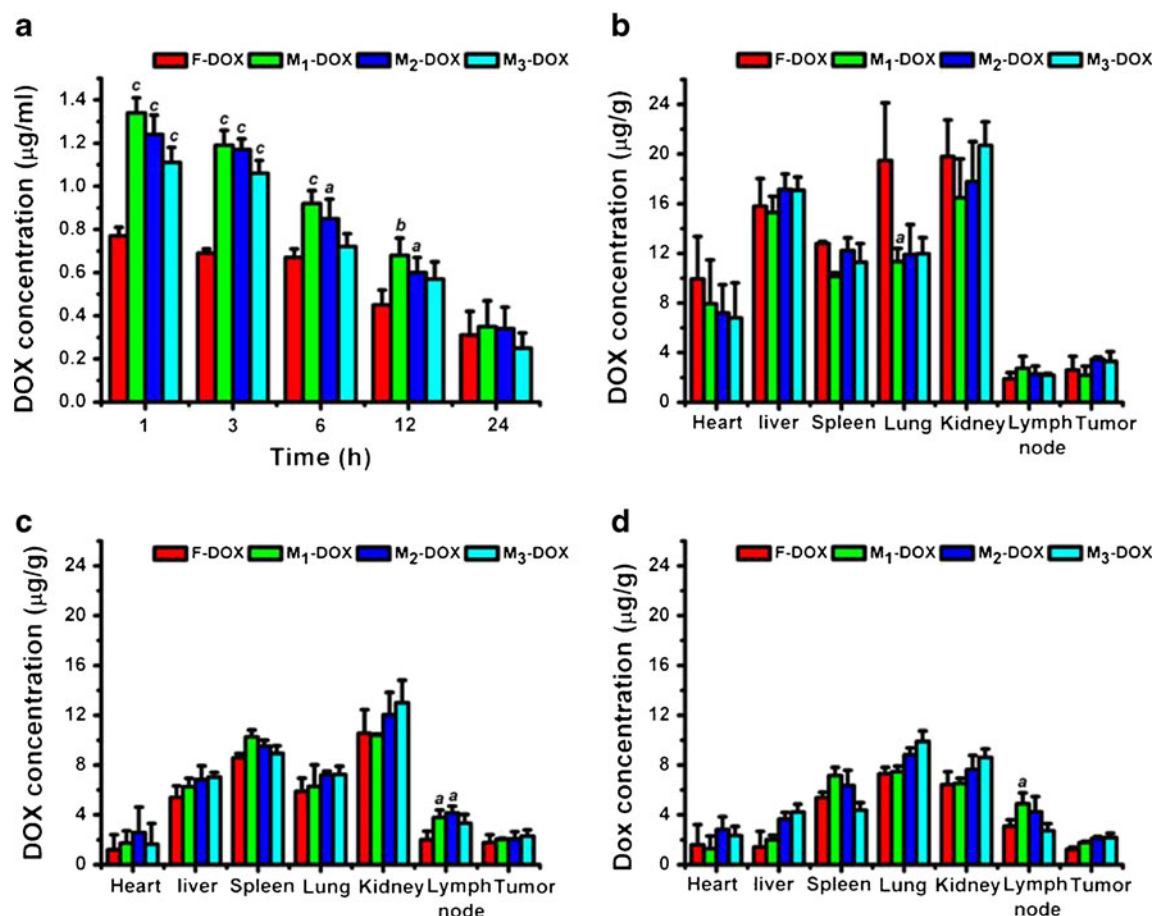 a
F-DOX M1-DOX M2-DOX M3-DOX
DOX concentration (μg/ml)
1.4
1.2
1.0
0.8
0.6
0.4
0.2
0.0
c c c
c c c
c a
b a
1 3 6 12 24
Time (h)
b
F-DOX M1-DOX M2-DOX M3-DOX
DOX concentration (μg/g)
24
20
16
12
8
4
0
a
Heart liver Spleen Lung Kidney Lymph Tumor
node
c
F-DOX M1-DOX M2-DOX M3-DOX
DOX concentration (μg/g)
24
20
16
12
8
4
0
a a
Heart liver Spleen Lung Kidney Lymph Tumor
node
d
F-DOX M1-DOX M2-DOX M3-DOX
Dox concentration (μg/g)
24
20
16
12
8
4
0
a
Heart liver Spleen Lung Kidney Lymph Tumor
node